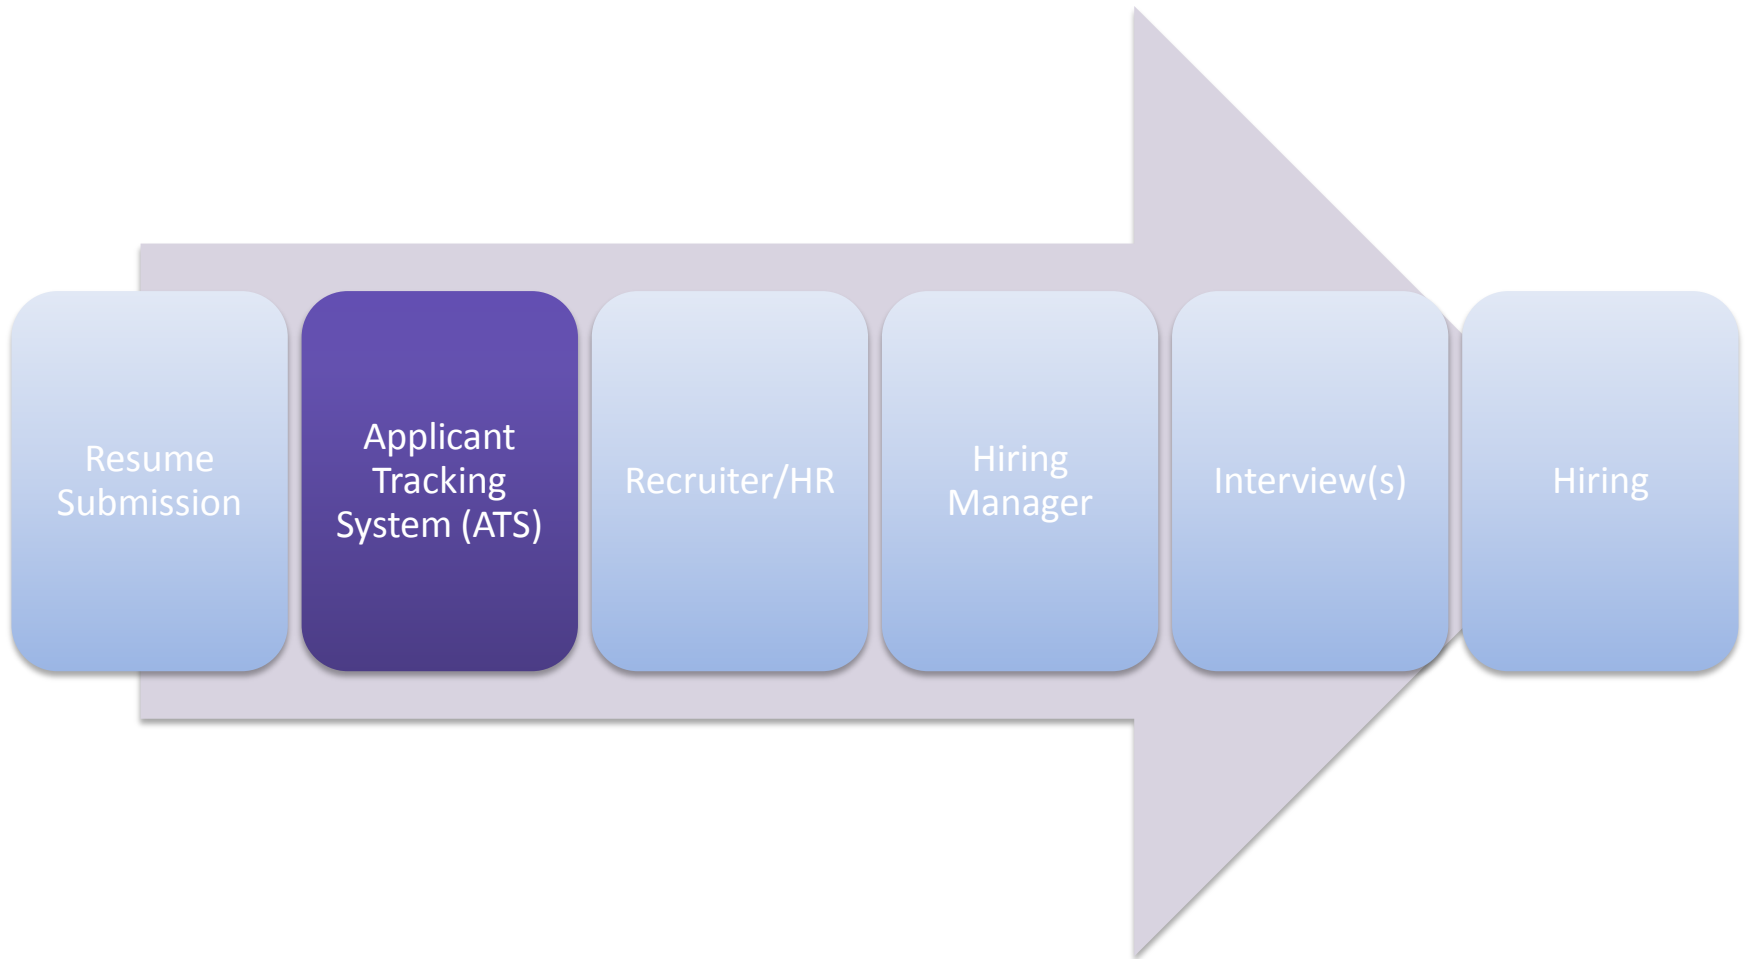 Resume
Submission
Applicant
Tracking
System (ATS)
Recruiter/HR
Hiring
Manager
Interview(s)
Hiring